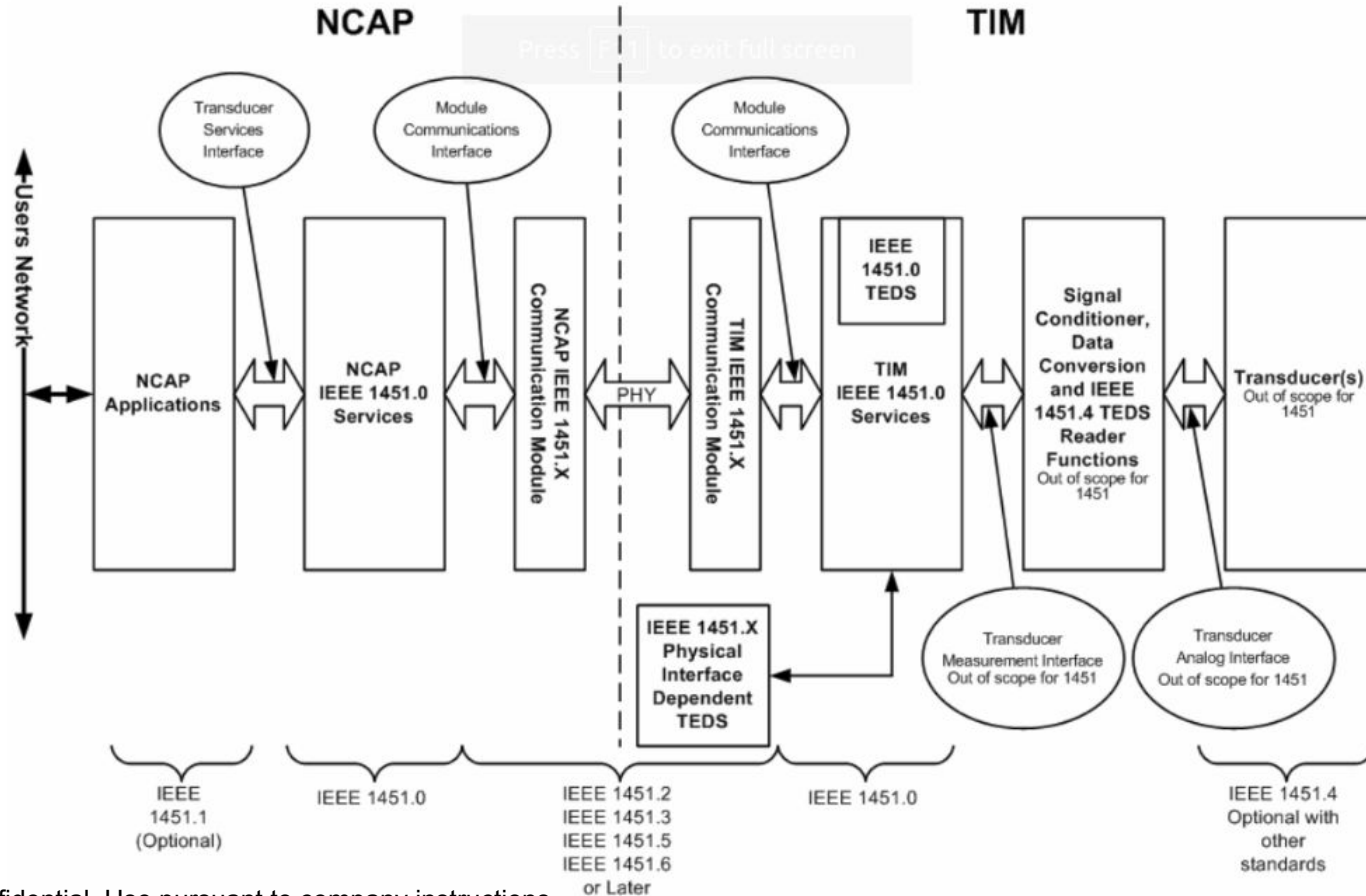 NCAP
TIM
Press F11 to exit full screen
Transducer
Services
Interface
Module
Communications
Interface
Module
Communications
Interface
Users Network
NCAP
Applications
NCAP
IEEE 1451.0
Services
NCAP IEEE 1451.X
Communication Module
PHY
TIM IEEE 1451.X
Communication Module
IEEE
1451.0
TEDS
TIM
IEEE 1451.0
Services
Signal
Conditioner,
Data
Conversion
and IEEE
1451.4 TEDS
Reader
Functions
Out of scope for
1451
Transducer(s)
Out of scope for
1451
IEEE 1451.X
Physical
Interface
Dependent
TEDS
Transducer
Measurement Interface
Out of scope for 1451
Transducer
Analog Interface
Out of scope for 1451
IEEE
1451.1
(Optional)
IEEE 1451.0
IEEE 1451.2
IEEE 1451.3
IEEE 1451.5
IEEE 1451.6
or Later
IEEE 1451.0
IEEE 1451.4
Optional with
other
standards
nfidential. Use pursuant to company instructions